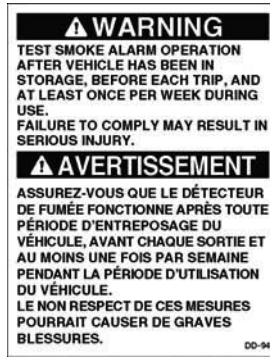 ⚠ WARNING
TEST SMOKE ALARM OPERATION
AFTER VEHICLE HAS BEEN IN
STORAGE, BEFORE EACH TRIP, AND
AT LEAST ONCE PER WEEK DURING
USE.
FAILURE TO COMPLY MAY RESULT IN
SERIOUS INJURY.
⚠ AVERTISSEMENT
ASSUREZ-VOUS QUE LE DÉTECTEUR
DE FUMÉE FONCTIONNE APRÈS TOUTE
PÉRIODE D'ENTREPOSAGE DU
VÉHICULE, AVANT CHAQUE SORTIE ET
AU MOINS UNE FOIS PAR SEMAINE
PENDANT LA PÉRIODE D'UTILISATION
DU VÉHICULE.
LE NON RESPECT DE CES MESURES
POURRAIT CAUSER DE GRAVES
BLESSURES.
DD-94